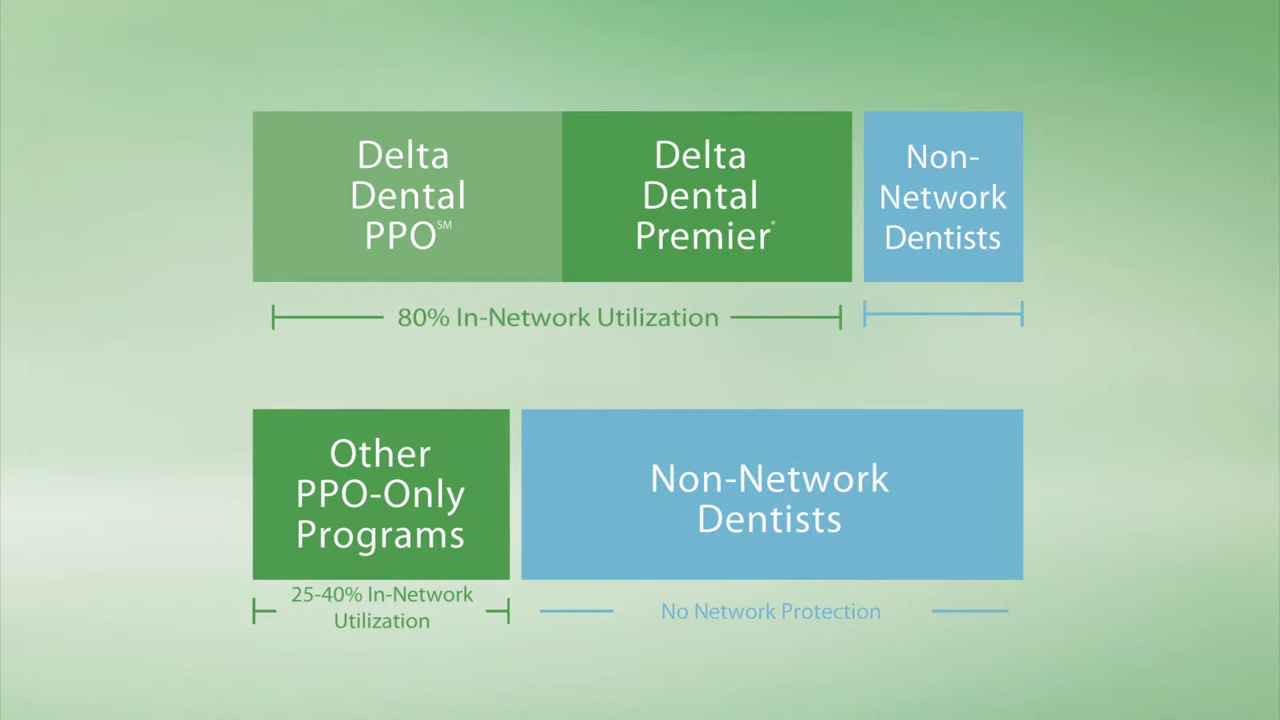 Delta
Dental
PPO℠
Delta
Dental
Premier®
Non-
Network
Dentists
80% In-Network Utilization
Other
PPO-Only
Programs
Non-Network
Dentists
25-40% In-Network
Utilization
No Network Protection